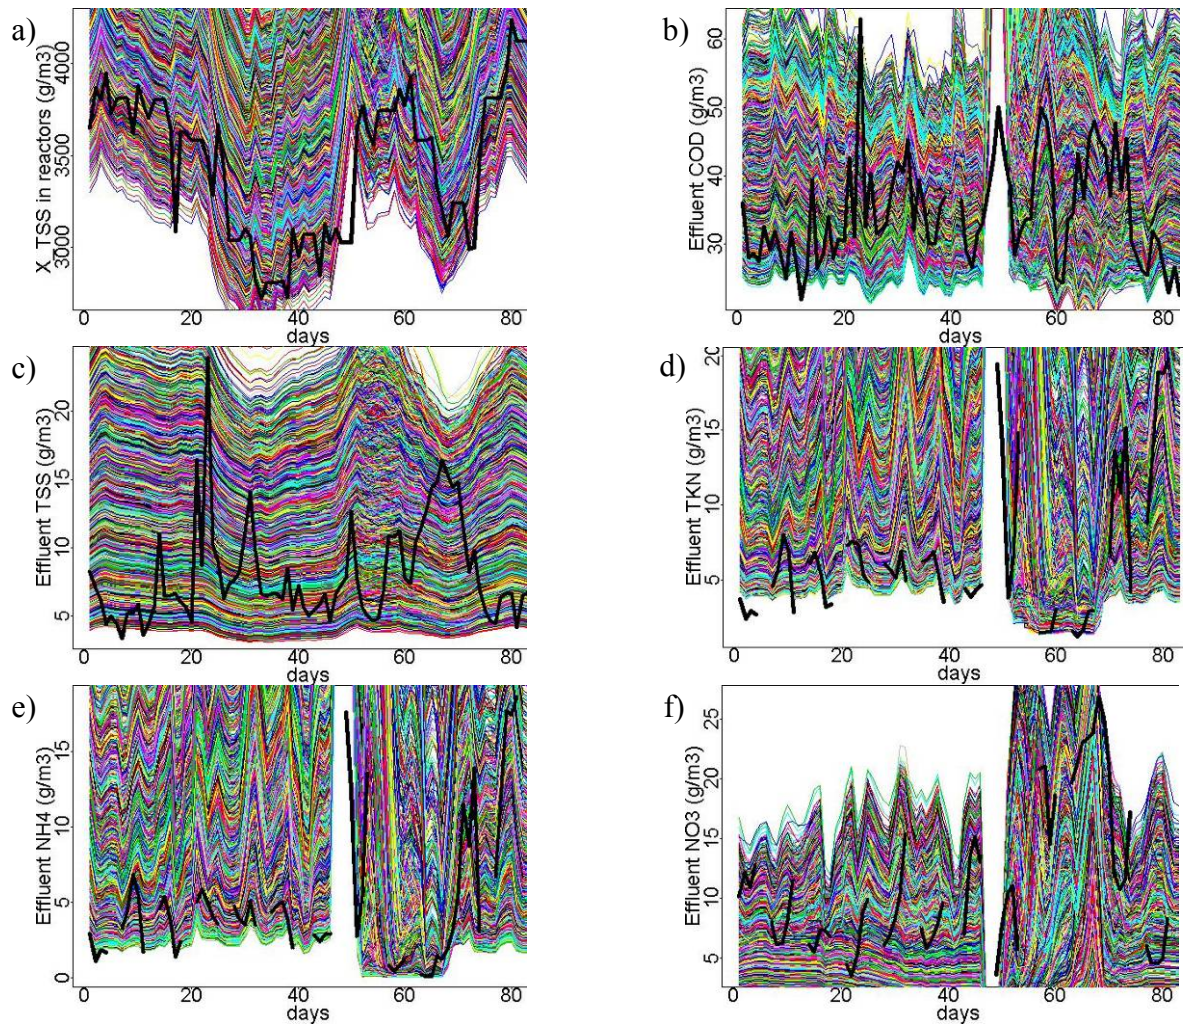 a)
X_TSS in reactors (g/m3)
3000 3500 4000
0 20 40 60 80
days
b)
Effluent COD (g/m3)
30 40 50 60
0 20 40 60 80
days
c)
Effluent TSS (g/m3)
5 10 15 20
0 20 40 60 80
days
d)
Effluent TKN (g/m3)
5 10 15 20
0 20 40 60 80
days
e)
Effluent NH4 (g/m3)
0 5 10 15
0 20 40 60 80
days
f)
Effluent NO3 (g/m3)
5 10 15 20 25
0 20 40 60 80
days